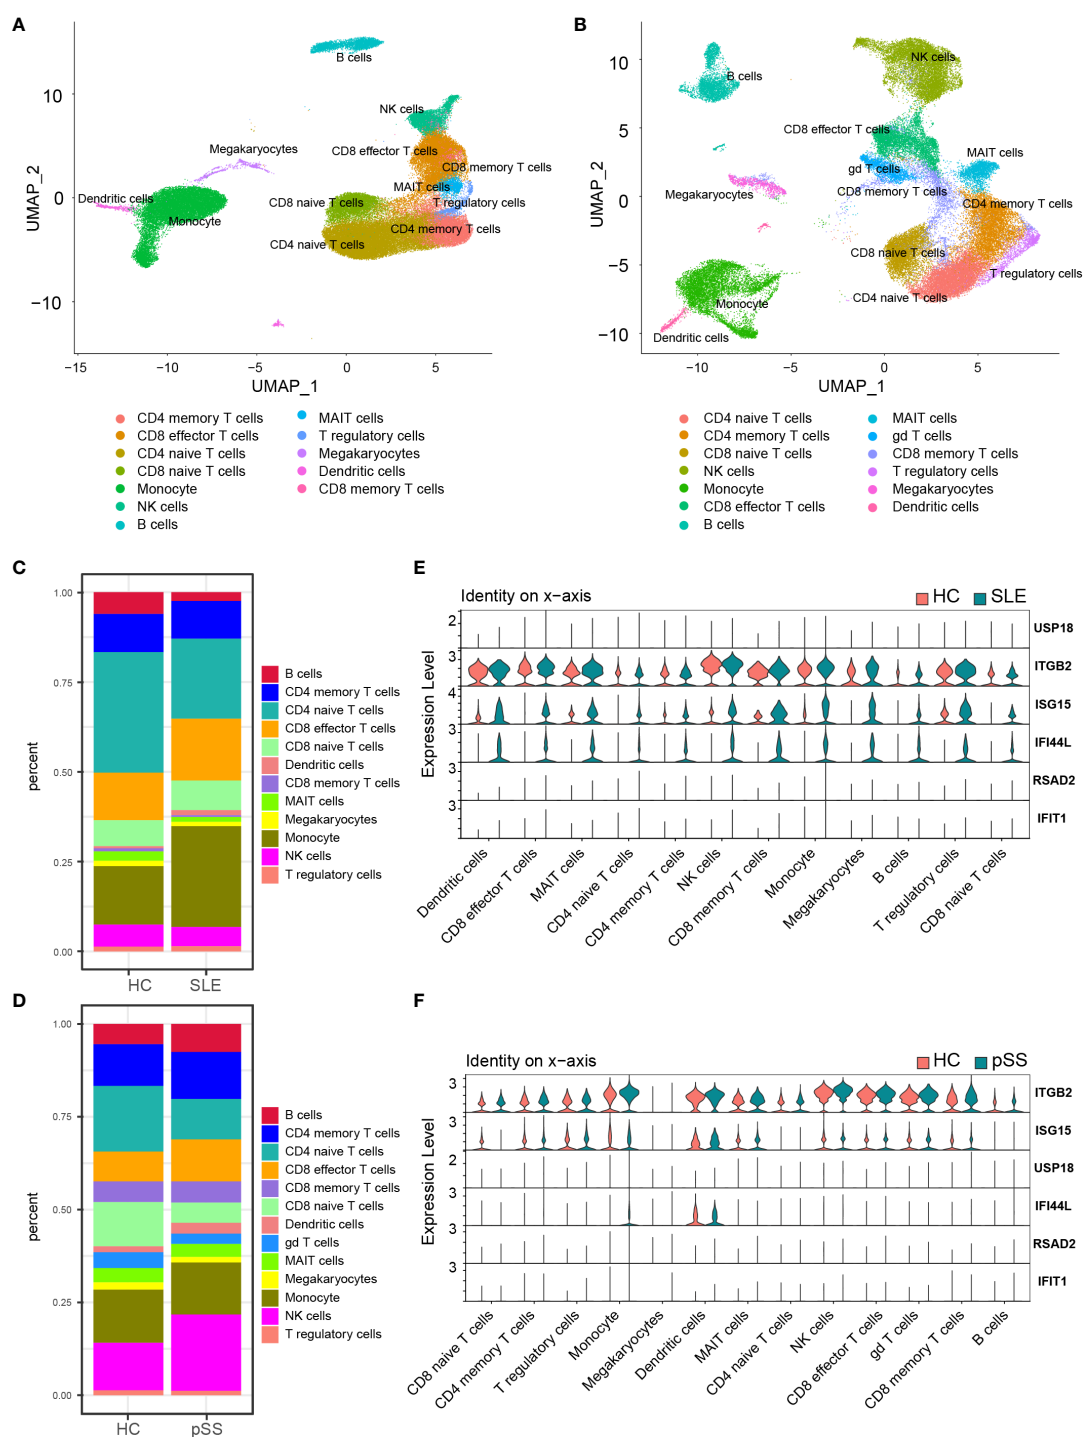 A
10
0
−10
UMAP_2
−15
−10
−5
0
5
UMAP_1
B cells
NK cells
CD8 effector T cells
Megakaryocytes
CD8 memory T cells
MAIT cells
Dendritic cells
CD8 naive T cells
T regulatory cells
Monocyte
CD4 memory T cells
CD4 naive T cells
CD4 memory T cells
CD8 effector T cells
CD4 naive T cells
CD8 naive T cells
Monocyte
NK cells
B cells
MAIT cells
T regulatory cells
Megakaryocytes
Dendritic cells
CD8 memory T cells
B
10
5
0
−5
−10
UMAP_2
−10
−5
0
5
UMAP_1
NK cells
B cells
CD8 effector T cells
MAIT cells
gd T cells
Megakaryocytes
CD8 memory T cells
CD4 memory T cells
CD8 naive T cells
T regulatory cells
CD4 naive T cells
Monocyte
Dendritic cells
CD4 naive T cells
CD4 memory T cells
CD8 naive T cells
NK cells
Monocyte
CD8 effector T cells
B cells
MAIT cells
gd T cells
CD8 memory T cells
T regulatory cells
Megakaryocytes
Dendritic cells
C
1.00
0.75
0.50
0.25
0.00
percent
HC
SLE
B cells
CD4 memory T cells
CD4 naive T cells
CD8 effector T cells
CD8 naive T cells
Dendritic cells
CD8 memory T cells
MAIT cells
Megakaryocytes
Monocyte
NK cells
T regulatory cells
E
Identity on x−axis
HC
SLE
Expression Level
2
3
4
3
3
3
USP18
ITGB2
ISG15
IFI44L
RSAD2
IFIT1
Dendritic cells
CD8 effector T cells
MAIT cells
CD4 naive T cells
CD4 memory T cells
NK cells
CD8 memory T cells
Monocyte
Megakaryocytes
B cells
T regulatory cells
CD8 naive T cells
D
1.00
0.75
0.50
0.25
0.00
percent
HC
pSS
B cells
CD4 memory T cells
CD4 naive T cells
CD8 effector T cells
CD8 memory T cells
CD8 naive T cells
Dendritic cells
gd T cells
MAIT cells
Megakaryocytes
Monocyte
NK cells
T regulatory cells
F
Identity on x−axis
HC
pSS
Expression Level
3
3
2
3
3
3
ITGB2
ISG15
USP18
IFI44L
RSAD2
IFIT1
CD8 naive T cells
CD4 memory T cells
T regulatory cells
Monocyte
Megakaryocytes
Dendritic cells
MAIT cells
CD4 naive T cells
NK cells
CD8 effector T cells
gd T cells
CD8 memory T cells
B cells